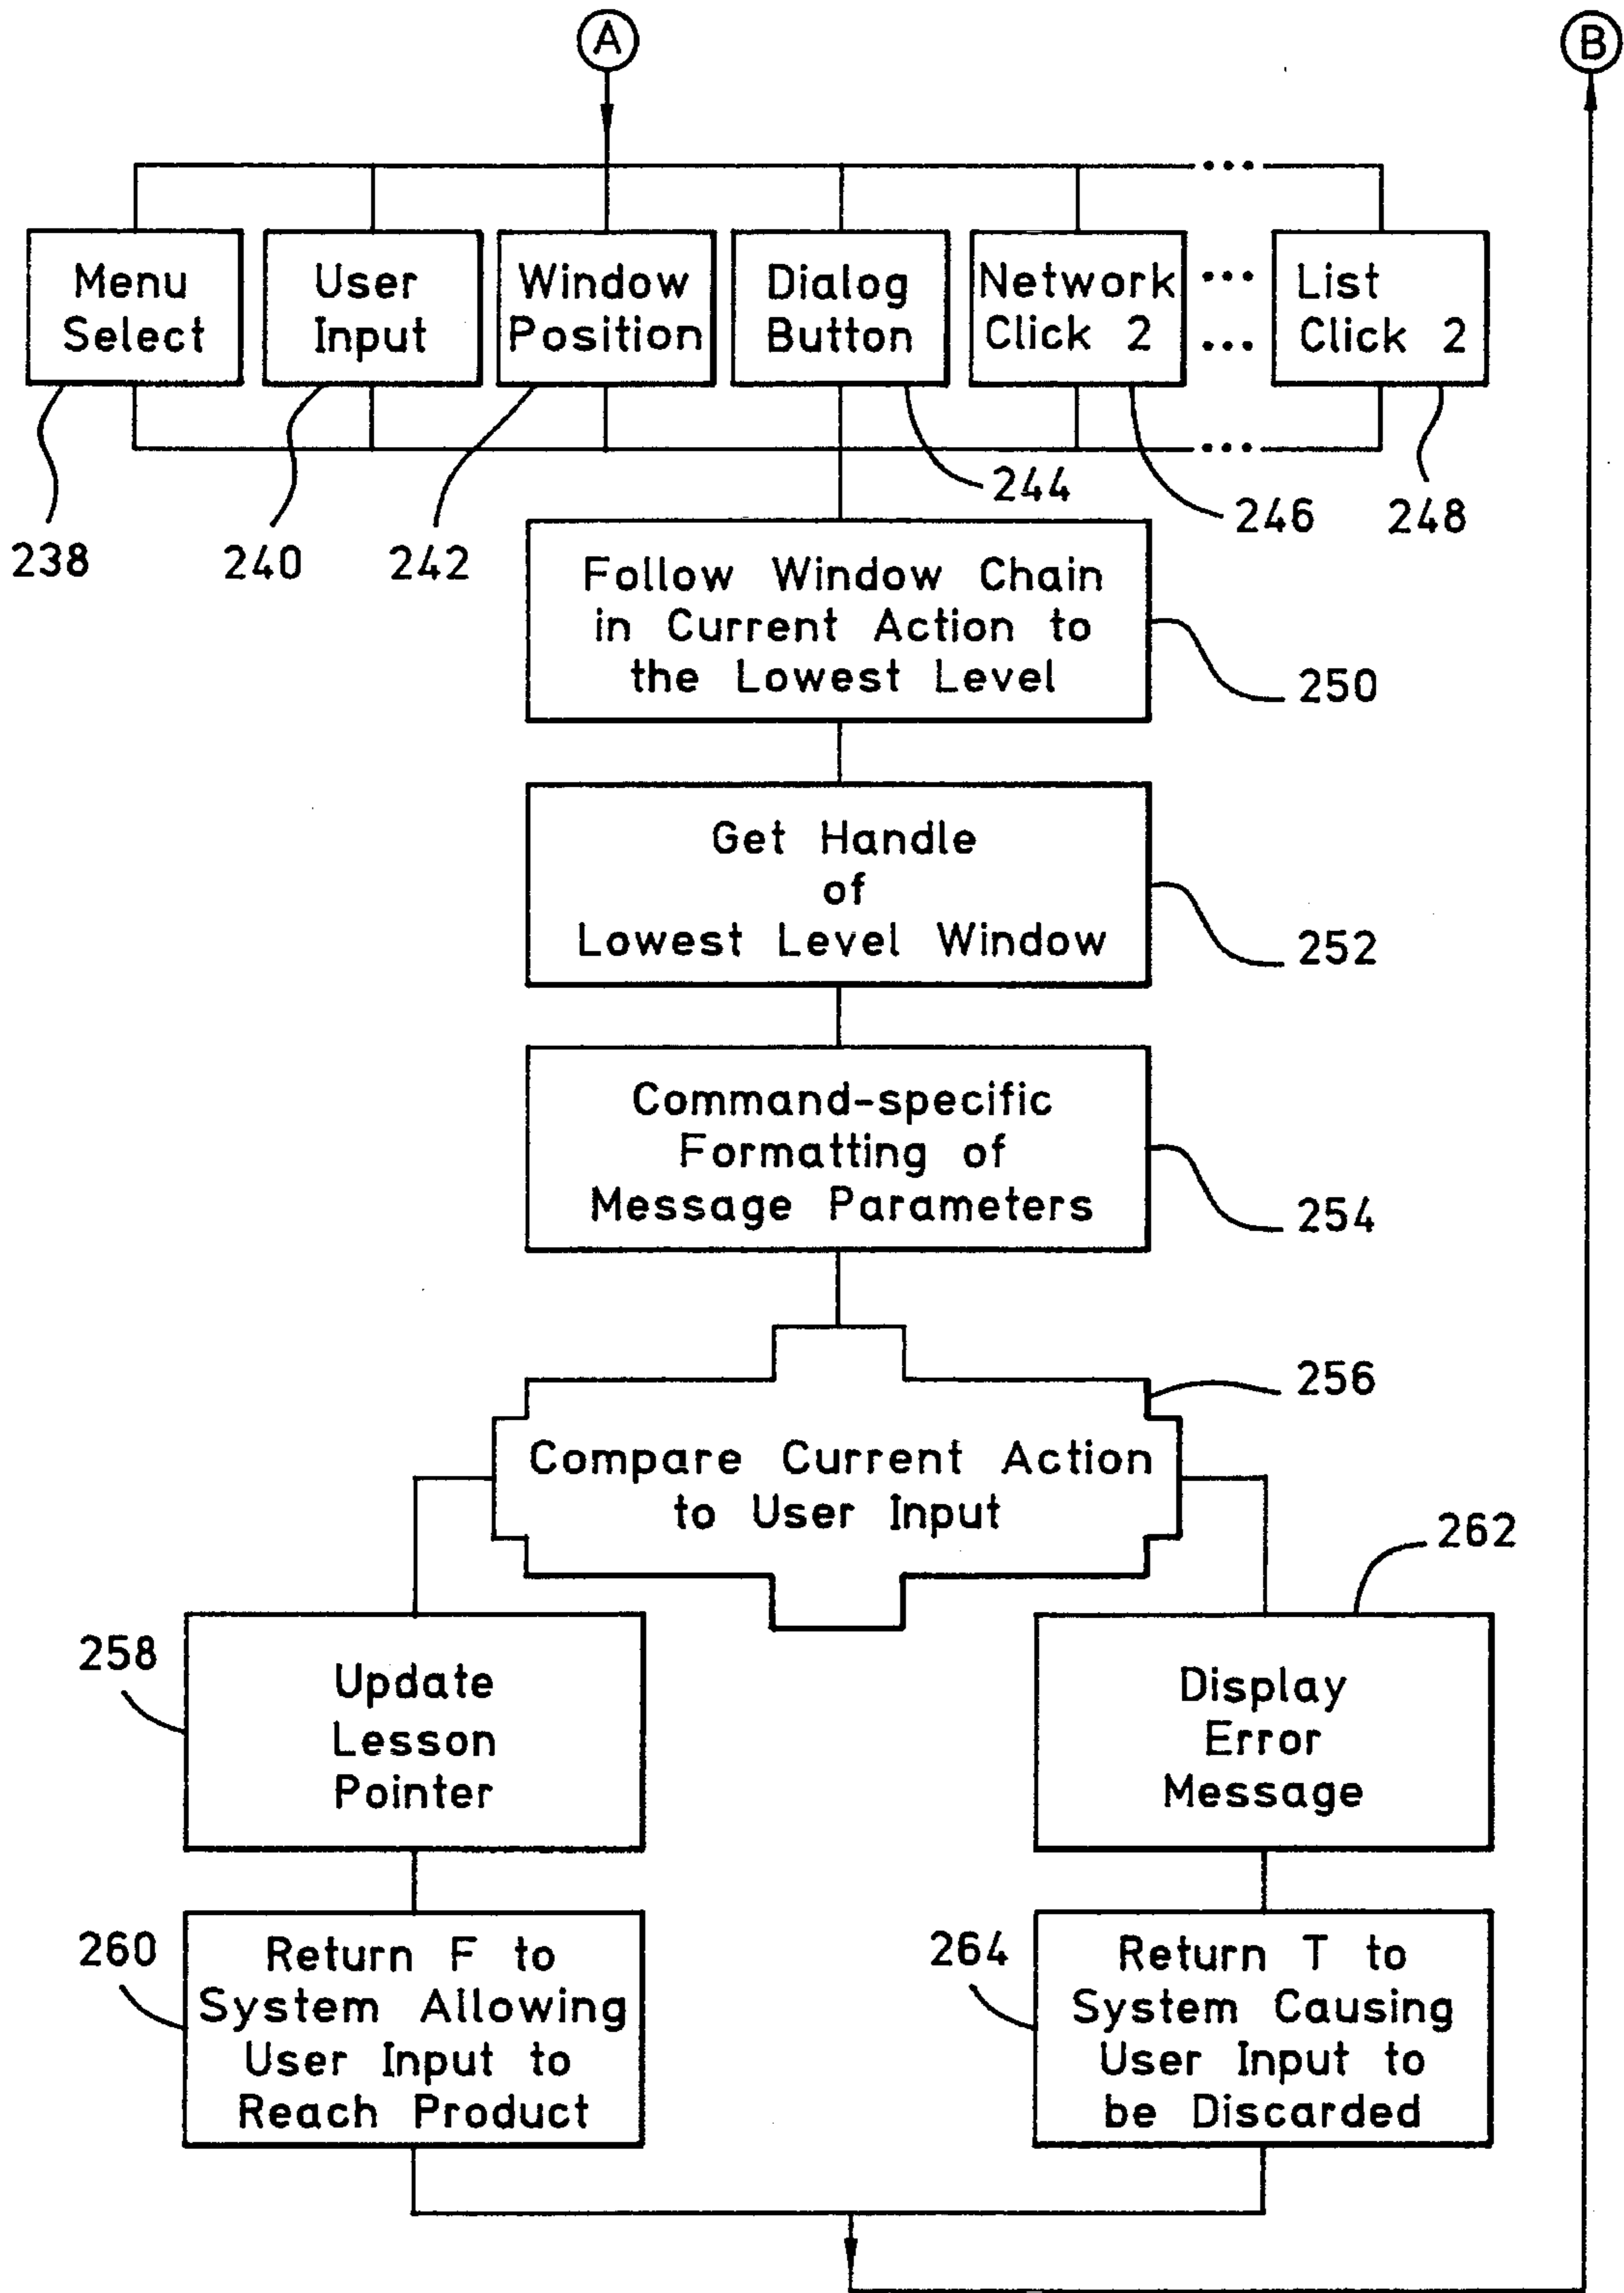 A
B
Menu
Select
User
Input
Window
Position
Dialog
Button
Network
Click 2
...
...
...
List
Click 2
...
238
240
242
244
246
248
Follow Window Chain
in Current Action to
the Lowest Level
250
Get Handle
of
Lowest Level Window
252
Command-specific
Formatting of
Message Parameters
254
256
Compare Current Action
to User Input
258
Update
Lesson
Pointer
262
Display
Error
Message
260
Return F to
System Allowing
User Input to
Reach Product
264
Return T to
System Causing
User Input to
be Discarded